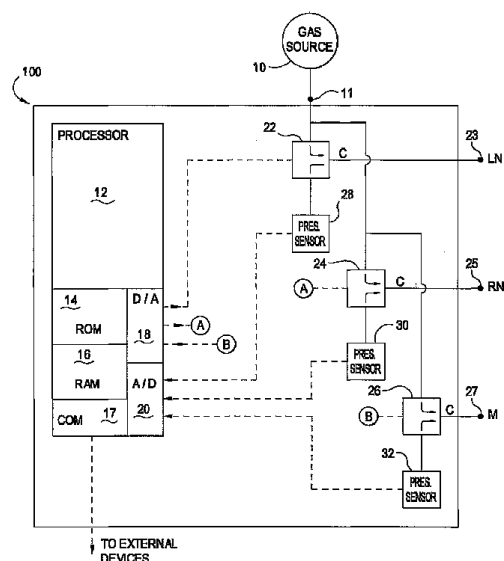 GAS
SOURCE
10
11
100
PROCESSOR
12
22
23
C
LN
28
PRES.
SENSOR
24
25
C
RN
A
14
ROM
D/A
18
A
B
16
RAM
A/D
20
COM
17
30
PRES.
SENSOR
26
27
C
M
B
32
PRES.
SENSOR
TO EXTERNAL
DEVICES